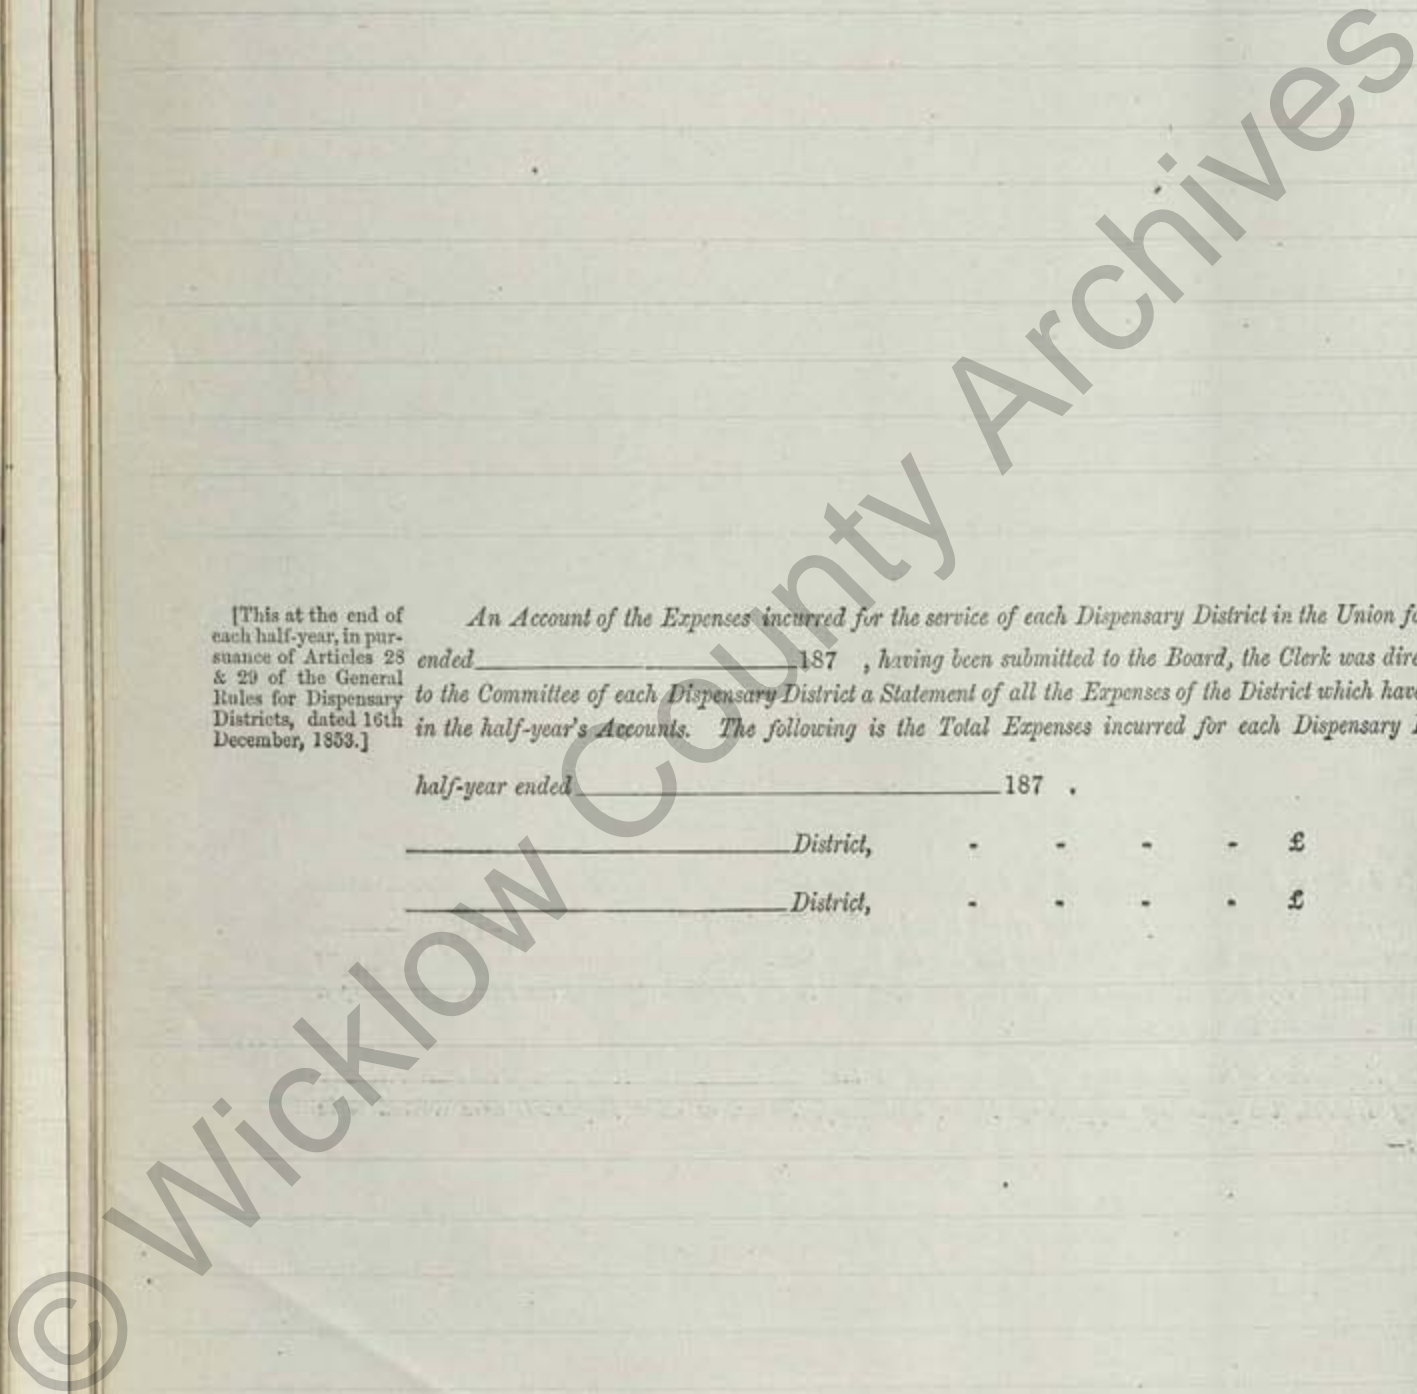 [This at the end of
each half-year, in pur-
suance of Articles 28
& 29 of the General
Rules for Dispensary
Districts, dated 16th
December, 1853.]
An Account of the Expenses incurred for the service of each Dispensary District in the Union fo
ended 187 , having been submitted to the Board, the Clerk was dire
to the Committee of each Dispensary District a Statement of all the Expenses of the District which have
in the half-year's Accounts. The following is the Total Expenses incurred for each Dispensary
half-year ended 187 .
District, - - - - £
District, - - - - £
© Wicklow County Archives